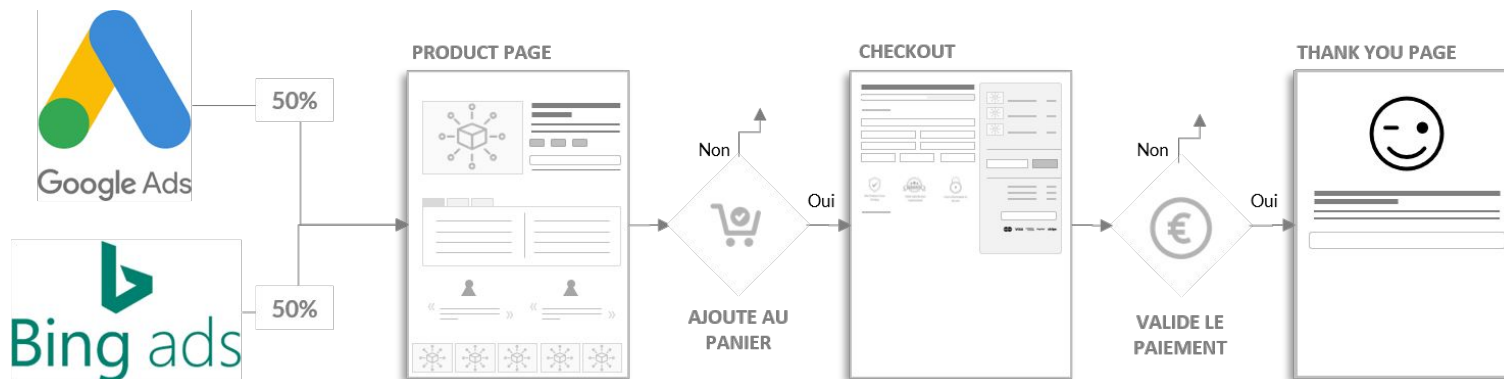 Google Ads
50%
Bing ads
50%
PRODUCT PAGE
Non
Oui
AJOUTE AU
PANIER
CHECKOUT
Non
Oui
VALIDE LE
PAIEMENT
THANK YOU PAGE